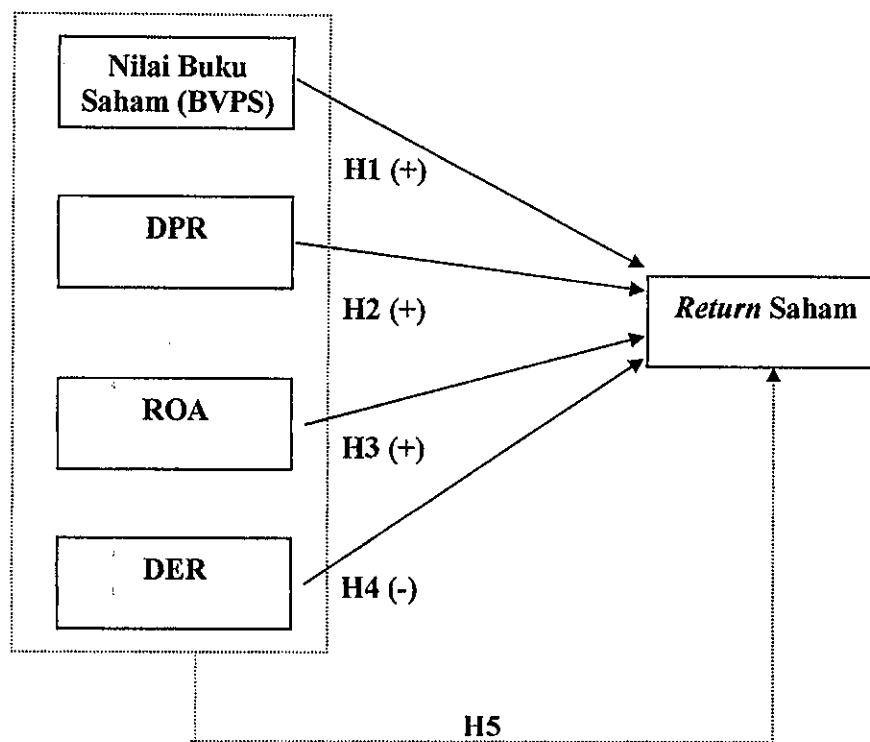 Nilai Buku
Saham (BVPS)
H1 (+)
DPR
H2 (+)
Return Saham
ROA
H3 (+)
DER
H4 (-)
H5